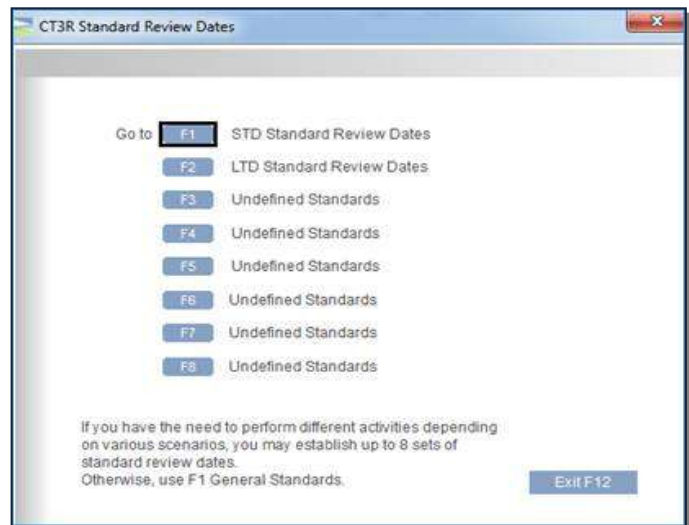 CT3R Standard Review Dates
Go to F1 STD Standard Review Dates
F2 LTD Standard Review Dates
F3 Undefined Standards
F4 Undefined Standards
F5 Undefined Standards
F6 Undefined Standards
F7 Undefined Standards
F8 Undefined Standards
If you have the need to perform different activities depending
on various scenarios, you may establish up to 8 sets of
standard review dates.
Otherwise, use F1 General Standards.
Exit F12